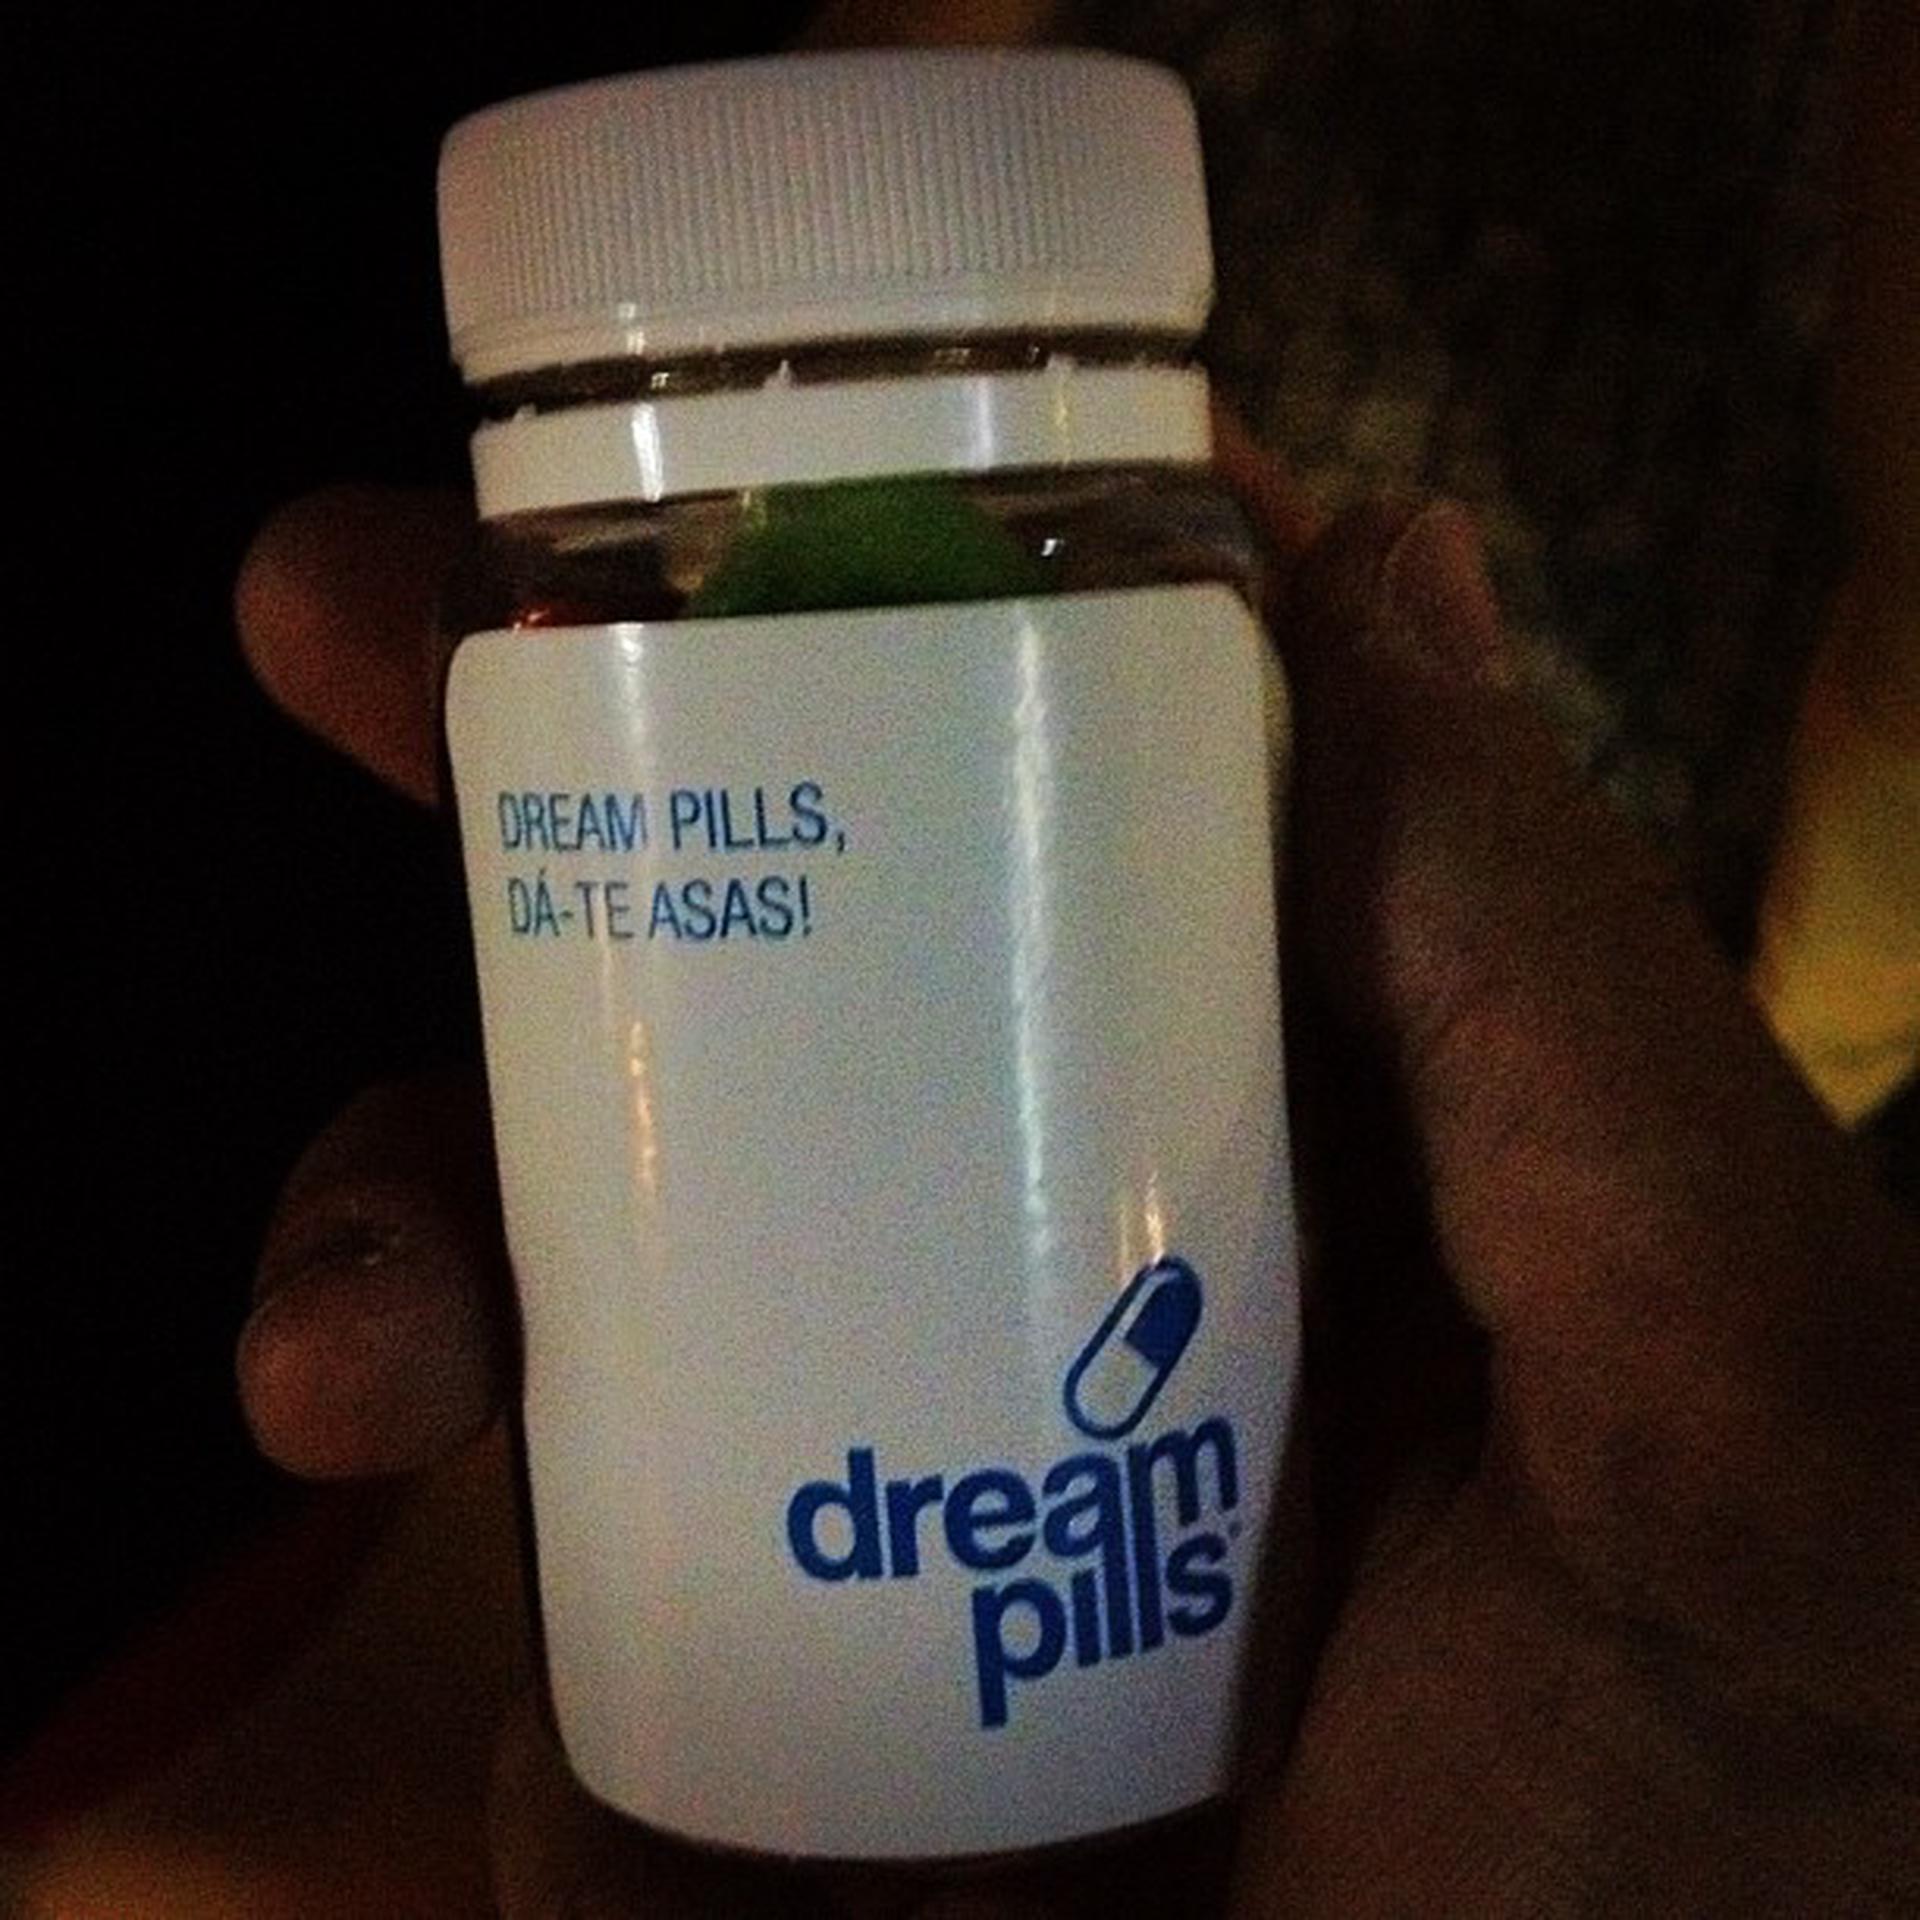 DREAM PILLS,
DÁ-TE ASAS!
dream
pills